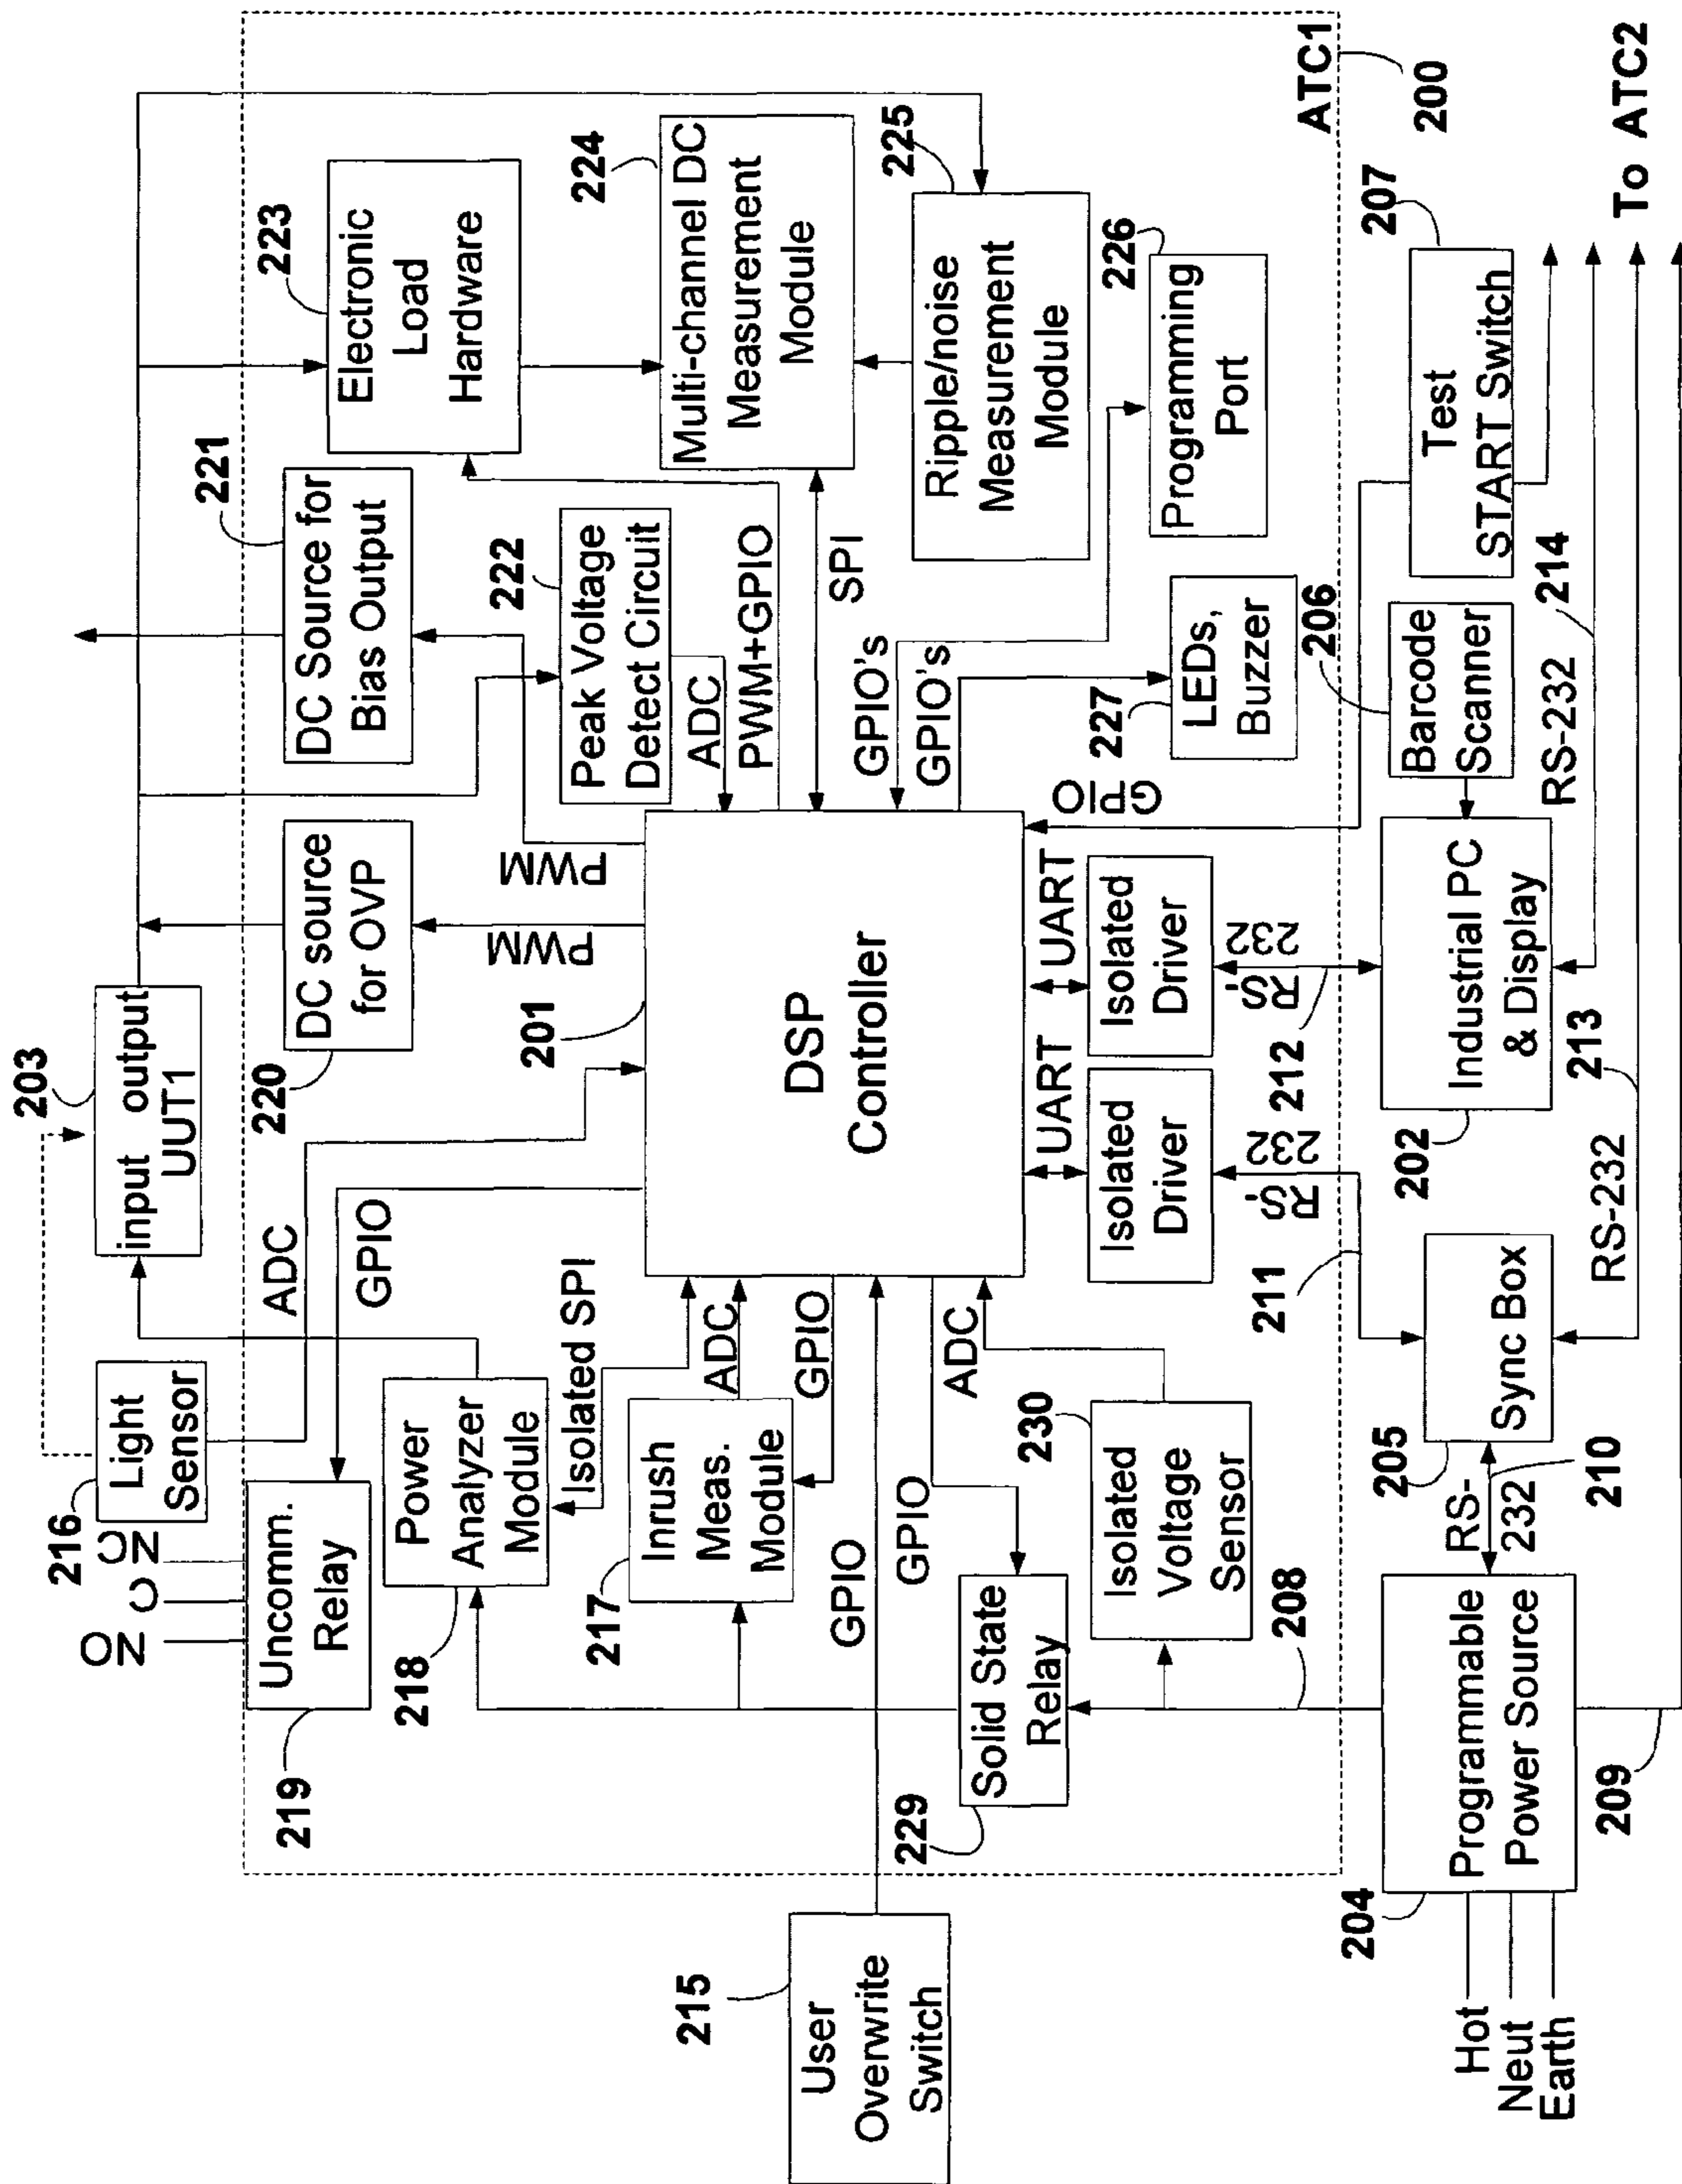 216
Light
Sensor
203
input output
UUT1
NO
C
NC
219
Uncomm.
Relay
ADC
GPIO
220
DC source
for OVP
221
DC Source for
Bias Output
223
Electronic
Load
Hardware
218
Power
Analyzer
Module
Isolated SPI
201
PWM
PWM
222
Peak Voltage
Detect Circuit
ADC
PWM+GPIO
224
Multi-channel DC
Measurement
Module
217
Inrush
Meas.
Module
ADC
GPIO
DSP
Controller
SPI
215
User
Overwrite
Switch
GPIO
GPIO's
GPIO's
225
Ripple/noise
Measurement
Module
229
Solid State
Relay
GPIO
ADC
230
Isolated
Voltage
Sensor
UART
UART
Isolated
Driver
Isolated
Driver
GPIO
227
LEDs,
Buzzer
226
Programming
Port
208
211
RS-
232
212
RS-
232
206
ATC1
200
204
Hot
Neut
Earth
Programmable
Power Source
RS-
232
210
205
Sync Box
202
Industrial PC
& Display
Barcode
Scanner
207
Test
START Switch
209
RS-232
213
RS-232
214
To ATC2